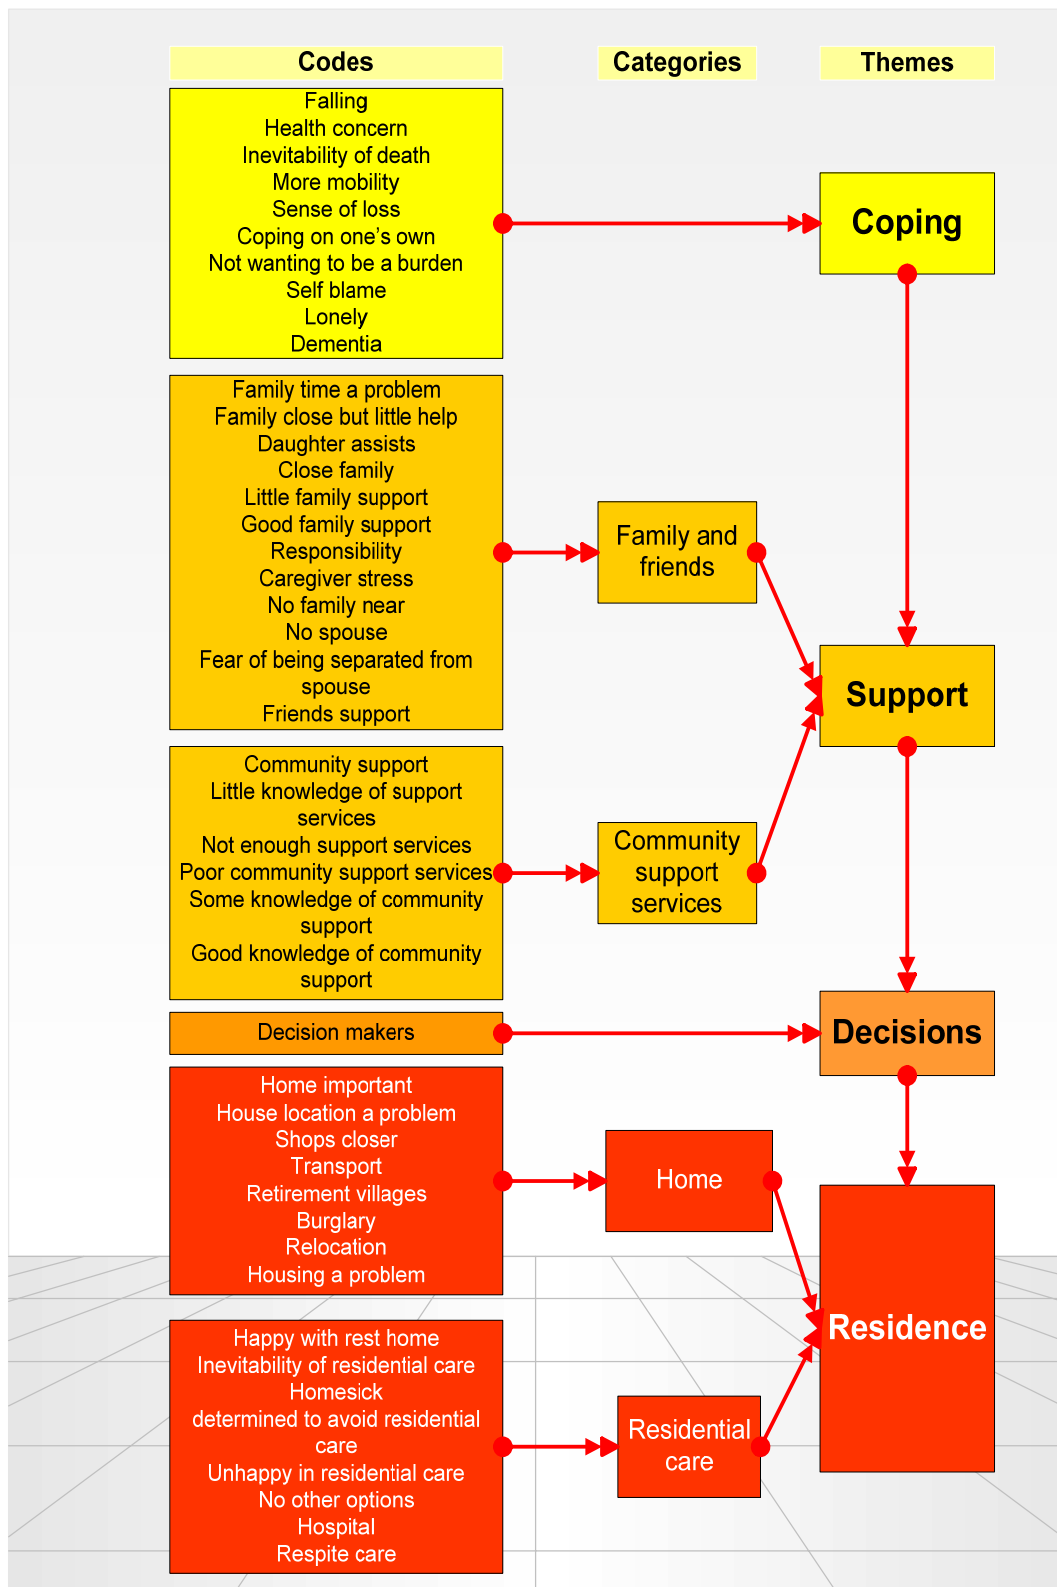 Codes
Categories
Themes
Falling
Health concern
Inevitability of death
More mobility
Sense of loss
Coping on one's own
Not wanting to be a burden
Self blame
Lonely
Dementia
Coping
Family time a problem
Family close but little help
Daughter assists
Close family
Little family support
Good family support
Responsibility
Caregiver stress
No family near
No spouse
Fear of being separated from
spouse
Friends support
Family and
friends
Support
Community support
Little knowledge of support
services
Not enough support services
Poor community support services
Some knowledge of community
support
Good knowledge of community
support
Community
support
services
Decision makers
Decisions
Home important
House location a problem
Shops closer
Transport
Retirement villages
Burglary
Relocation
Housing a problem
Home
Residence
Happy with rest home
Inevitability of residential care
Homesick
determined to avoid residential
care
Unhappy in residential care
No other options
Hospital
Respite care
Residential
care